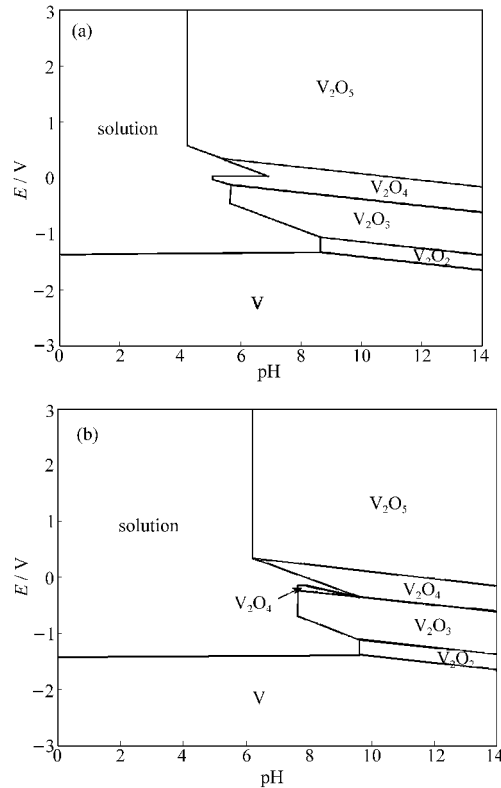 (a)
3
2
1
0
−1
−2
−3
E / V
solution
V₂O₅
V₂O₄
V₂O₃
V₂O₂
V
0 2 4 6 8 10 12 14
pH
(b)
3
2
1
0
−1
−2
−3
E / V
solution
V₂O₅
V₂O₄
V₂O₄
V₂O₃
V₂O₂
V
0 2 4 6 8 10 12 14
pH